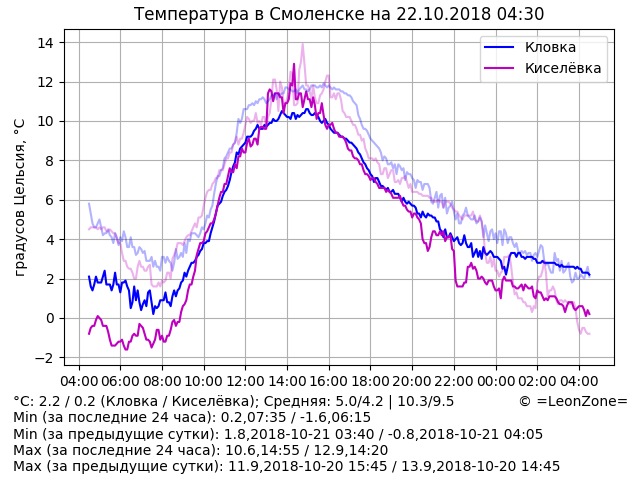 Температура в Смоленске на 22.10.2018 04:30
Кловка
Киселёвка
градусов Цельсия, °C
14
12
10
8
6
4
2
0
−2
04:00 06:00 08:00 10:00 12:00 14:00 16:00 18:00 20:00 22:00 00:00 02:00 04:00
°C: 2.2 / 0.2 (Кловка / Киселёвка); Средняя: 5.0/4.2 | 10.3/9.5 © =LeonZone=
Min (за последние 24 часа): 0.2,07:35 / -1.6,06:15
Min (за предыдущие сутки): 1.8,2018-10-21 03:40 / -0.8,2018-10-21 04:05
Max (за последние 24 часа): 10.6,14:55 / 12.9,14:20
Max (за предыдущие сутки): 11.9,2018-10-20 15:45 / 13.9,2018-10-20 14:45